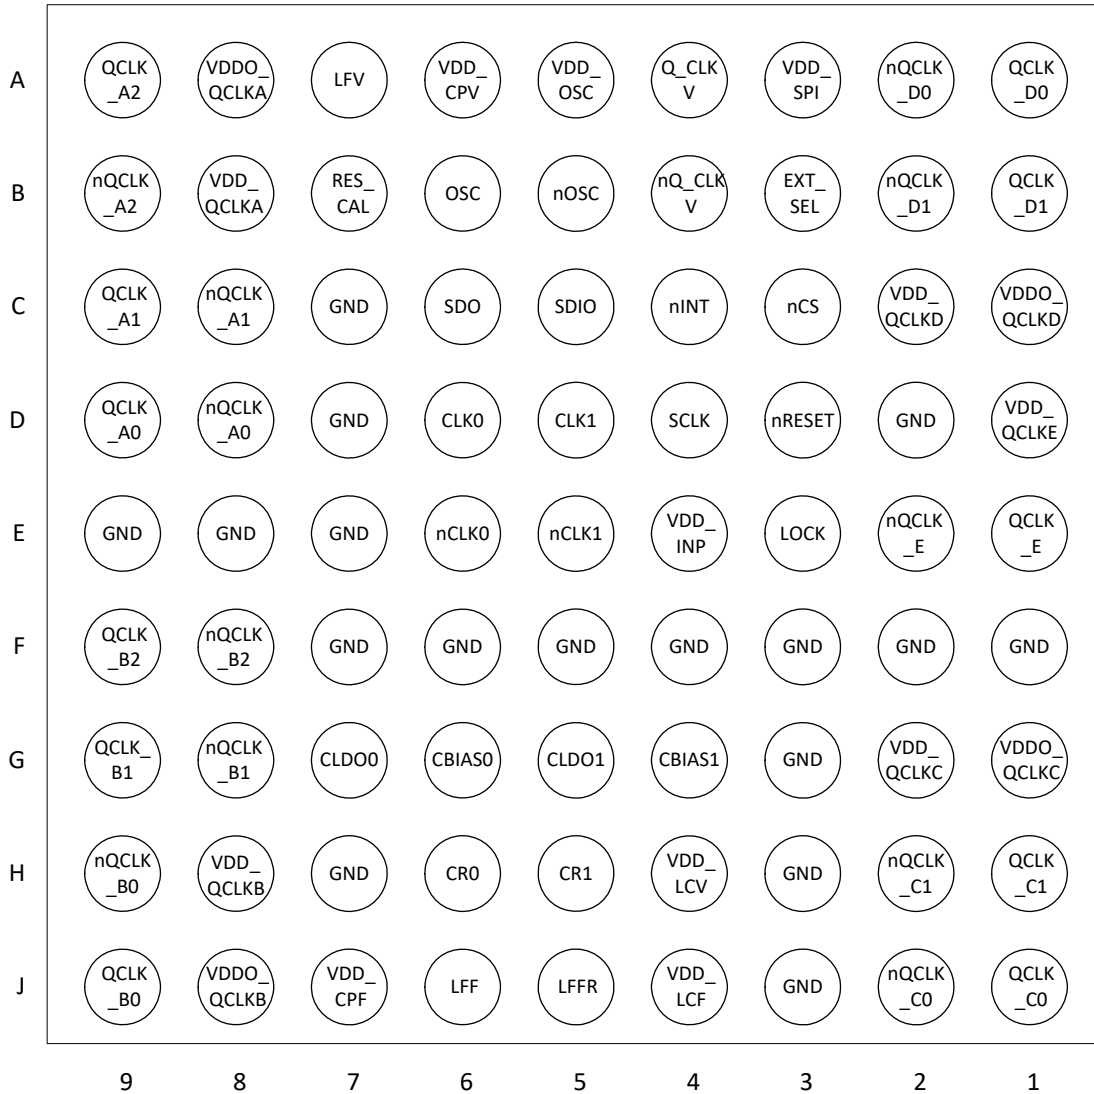 A QCLK VDDO_ LFV VDD_ VDD_ Q_CLK VDD_ nQCLK QCLK
_A2 QCLKA CPV OSC V SPI _D0 _D0
B nQCLK VDD_ RES_ OSC nOSC nQ_CLK EXT_ nQCLK QCLK
_A2 QCLKA CAL V SEL _D1 _D1
C QCLK nQCLK GND SDO SDIO nINT nCS VDD_ VDDO_
_A1 _A1 QCLKD QCLKD
D QCLK nQCLK GND CLK0 CLK1 SCLK nRESET GND VDD_
_A0 _A0 QCLKE
E GND GND GND nCLK0 nCLK1 VDD_ LOCK nQCLK QCLK
INP _E _E
F QCLK nQCLK GND GND GND GND GND GND GND
_B2 _B2
G QCLK_ nQCLK CLDO0 CBIAS0 CLDO1 CBIAS1 GND VDD_ VDDO_
B1 _B1 QCLKC QCLKC
H nQCLK VDD_ GND CR0 CR1 VDD_ GND nQCLK QCLK
_B0 QCLKB LCV _C1 _C1
J QCLK VDDO_ VDD_ LFF LFFR VDD_ GND nQCLK QCLK
_B0 QCLKB CPF LCF _C0 _C0
9 8 7 6 5 4 3 2 1